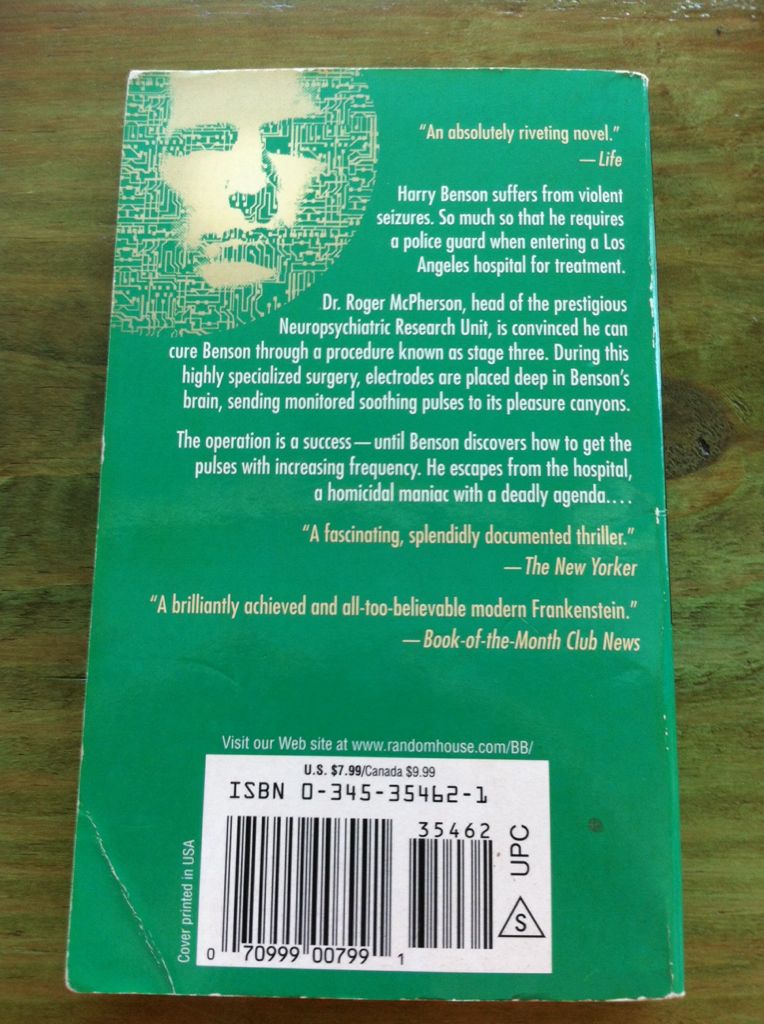 “An absolutely riveting novel.”
—Life
Harry Benson suffers from violent
seizures. So much so that he requires
a police guard when entering a Los
Angeles hospital for treatment.
Dr. Roger McPherson, head of the prestigious
Neuropsychiatric Research Unit, is convinced he can
cure Benson through a procedure known as stage three. During this
highly specialized surgery, electrodes are placed deep in Benson’s
brain, sending monitored soothing pulses to its pleasure canyons.
The operation is a success—until Benson discovers how to get the
pulses with increasing frequency. He escapes from the hospital,
a homicidal maniac with a deadly agenda....
“A fascinating, splendidly documented thriller.”
—The New Yorker
“A brilliantly achieved and all-too-believable modern Frankenstein.”
—Book-of-the-Month Club News
Visit our Web site at www.randomhouse.com/BB/
U.S. $7.99/Canada $9.99
ISBN 0-345-35462-1
35462
UPC
S
Cover printed in USA
0 70999 00799 1